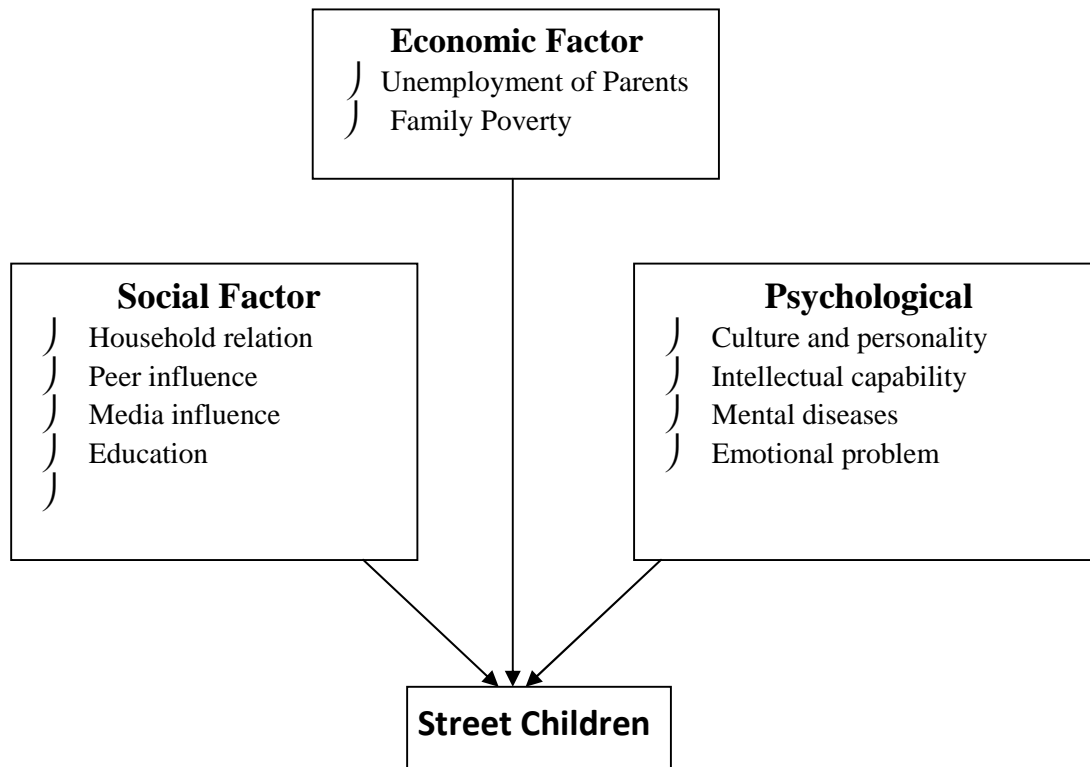 Economic Factor
Unemployment of Parents
Family Poverty
Social Factor
Household relation
Peer influence
Media influence
Education
Psychological
Culture and personality
Intellectual capability
Mental diseases
Emotional problem
Street Children